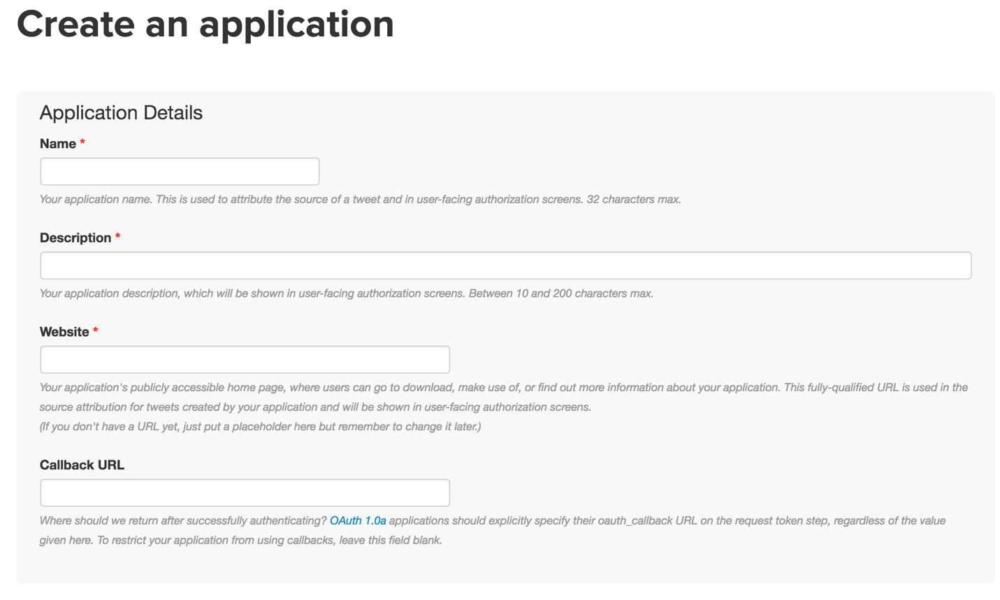 Create an application
Application Details
Name *
Your application name. This is used to attribute the source of a tweet and in user-facing authorization screens. 32 characters max.
Description *
Your application description, which will be shown in user-facing authorization screens. Between 10 and 200 characters max.
Website *
Your application's publicly accessible home page, where users can go to download, make use of, or find out more information about your application. This fully-qualified URL is used in the
source attribution for tweets created by your application and will be shown in user-facing authorization screens.
(If you don't have a URL yet, just put a placeholder here but remember to change it later.)
Callback URL
Where should we return after successfully authenticating? OAuth 1.0a applications should explicitly specify their oauth_callback URL on the request token step, regardless of the value
given here. To restrict your application from using callbacks, leave this field blank.